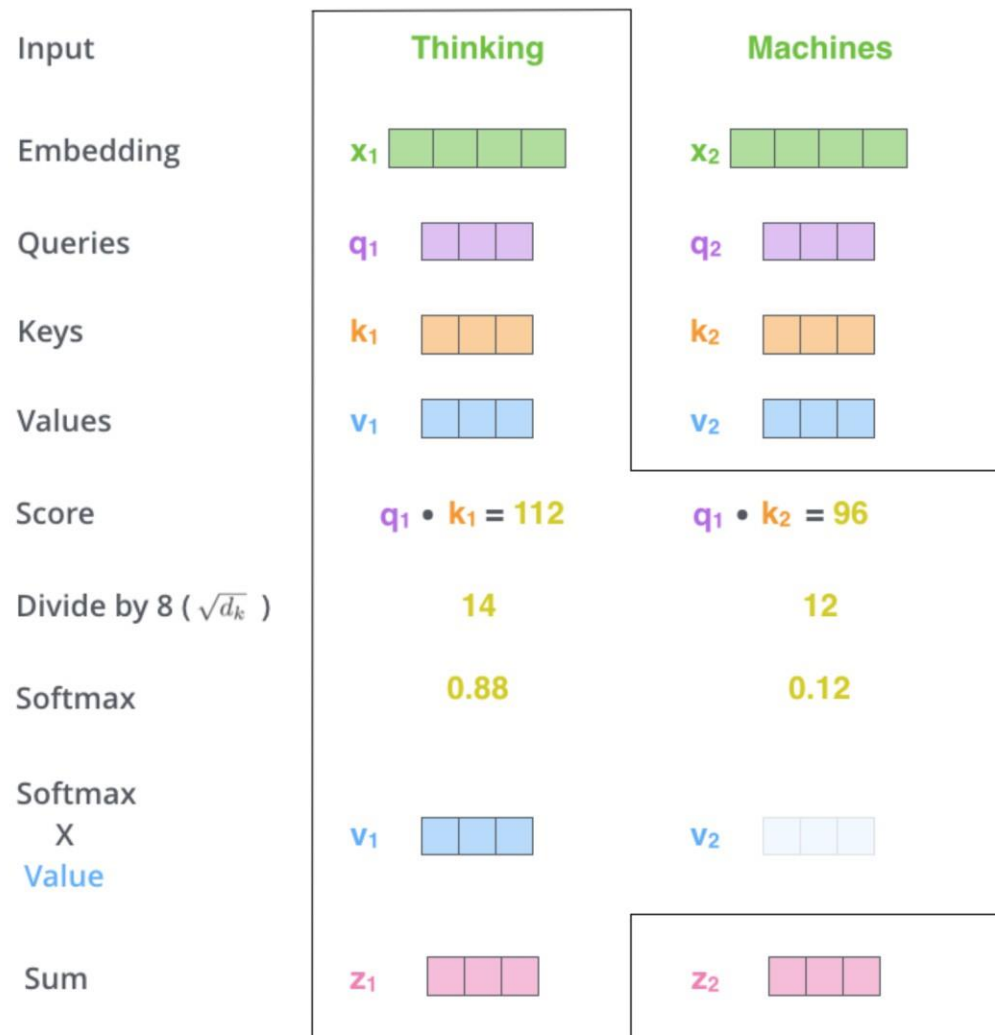 Input Thinking Machines
Embedding x₁ x₂
Queries q₁ q₂
Keys k₁ k₂
Values v₁ v₂
Score q₁ • k₁ = 112 q₁ • k₂ = 96
Divide by 8 ( √dₖ ) 14 12
Softmax 0.88 0.12
Softmax
X v₁ v₂
Value
Sum z₁ z₂